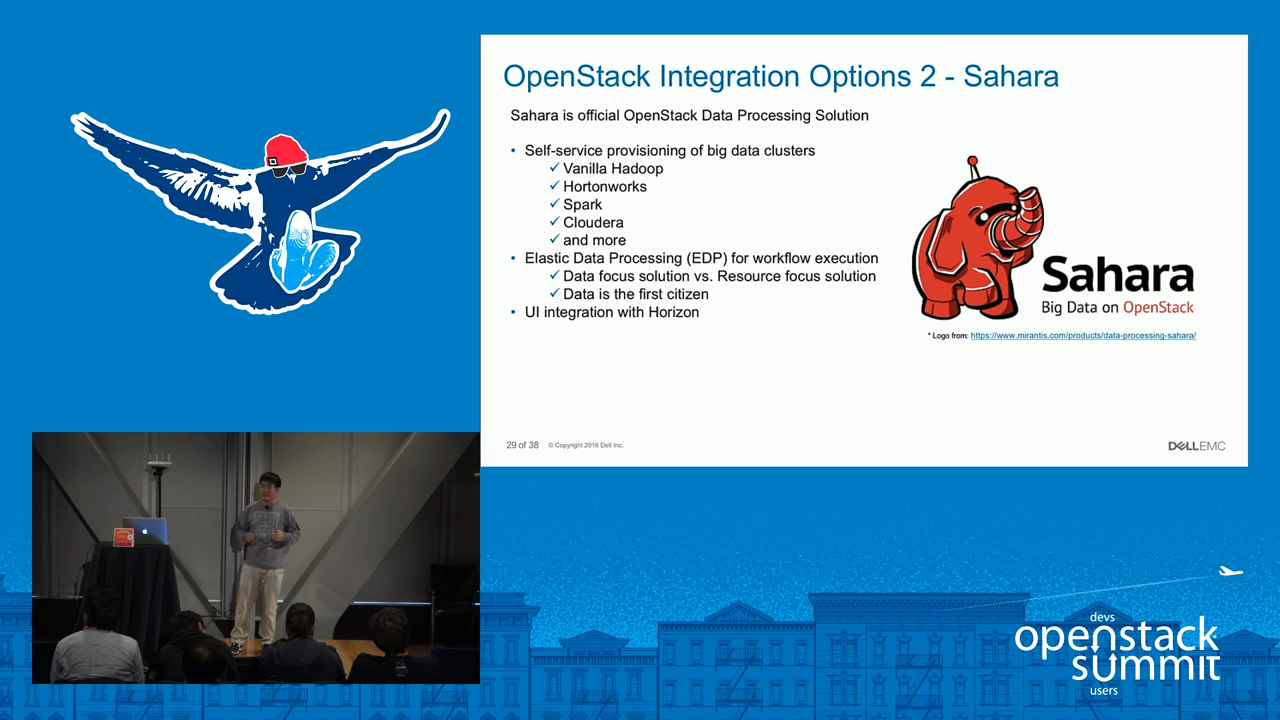 OpenStack Integration Options 2 - Sahara
Sahara is official OpenStack Data Processing Solution
• Self-service provisioning of big data clusters
✓ Vanilla Hadoop
✓ Hortonworks
✓ Spark
✓ Cloudera
✓ and more
• Elastic Data Processing (EDP) for workflow execution
✓ Data focus solution vs. Resource focus solution
✓ Data is the first citizen
• UI integration with Horizon
Sahara
Big Data on OpenStack
* Logo from: https://www.mirantis.com/products/data-processing-sahara/
29 of 38 © Copyright 2016 Dell Inc.
DELLEMC
devs
openstack
summit
users